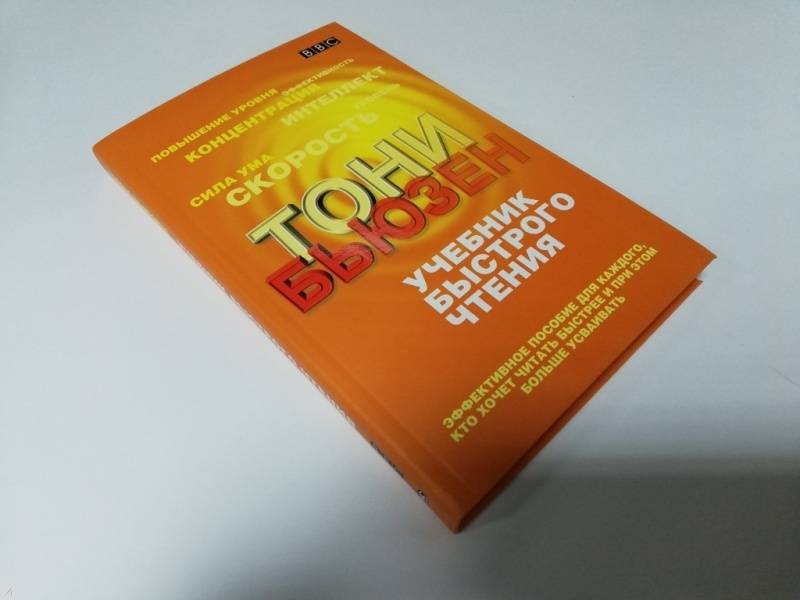 BBC
ПОВЫШЕНИЕ УРОВНЯ ЭФФЕКТИВНОСТЬ
КОНЦЕНТРАЦИЯ
ИНТЕЛЛЕКТ
СИЛА УМА
СКОРОСТЬ
ТОНИ
БЬЮЗЕН
УЧЕБНИК
БЫСТРОГО
ЧТЕНИЯ
ЭФФЕКТИВНОЕ ПОСОБИЕ ДЛЯ КАЖДОГО,
КТО ХОЧЕТ ЧИТАТЬ БЫСТРЕЕ И ПРИ ЭТОМ
БОЛЬШЕ УСВАИВАТЬ